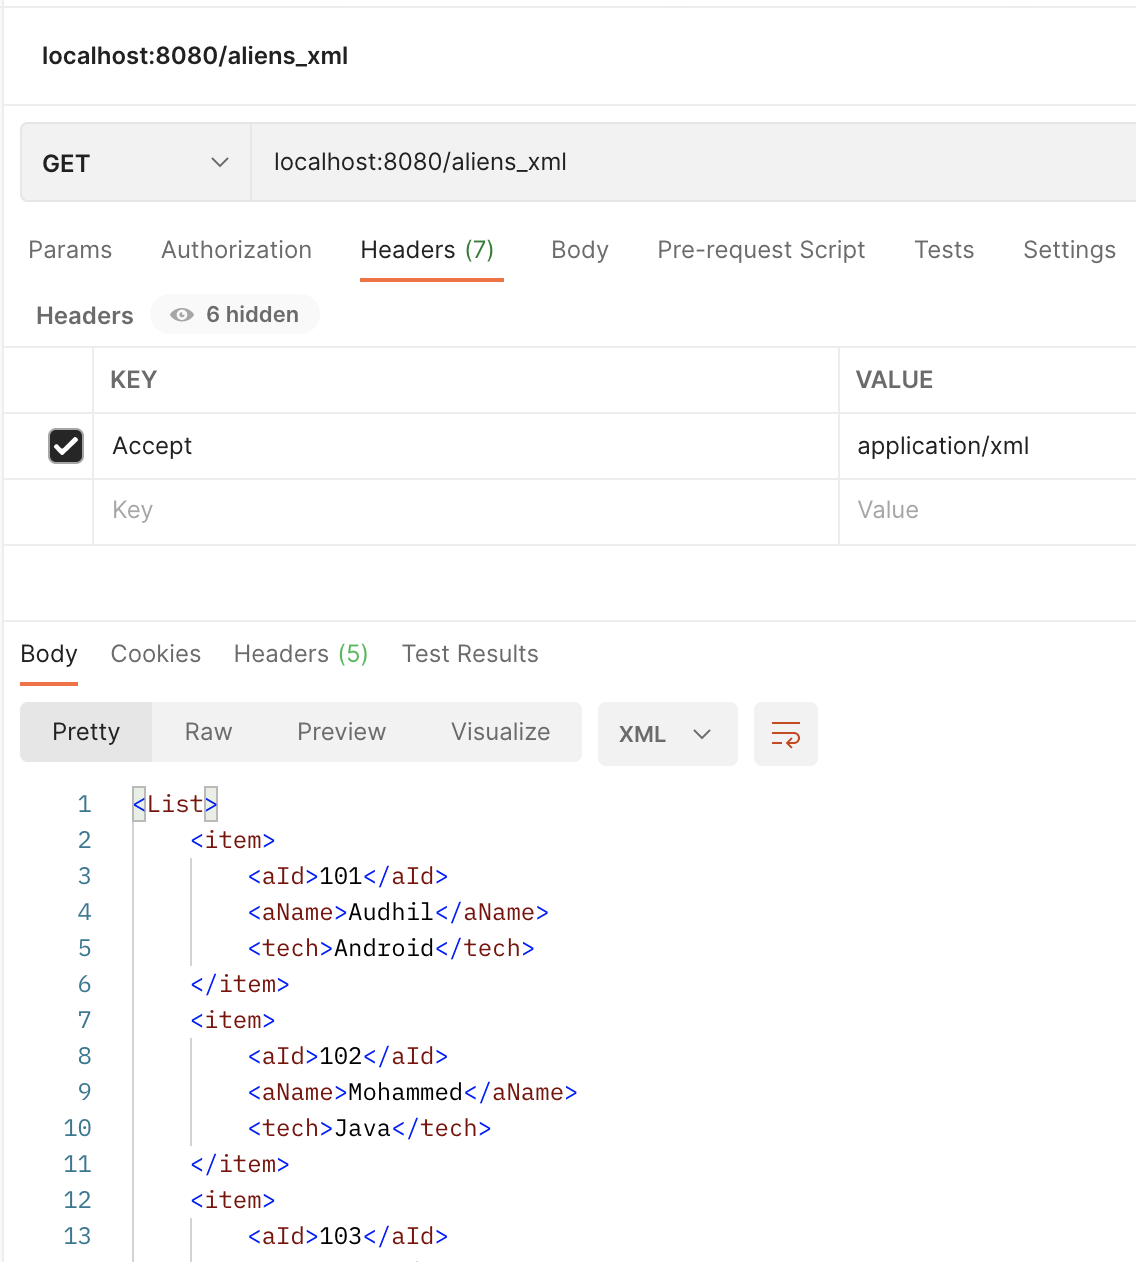 localhost:8080/aliens_xml
GET localhost:8080/aliens_xml
Params Authorization Headers (7) Body Pre-request Script Tests Settings
Headers 6 hidden
KEY VALUE
Accept application/xml
Key Value
Body Cookies Headers (5) Test Results
Pretty Raw Preview Visualize XML
1 <List>
2 <item>
3 <aId>101</aId>
4 <aName>Audhil</aName>
5 <tech>Android</tech>
6 </item>
7 <item>
8 <aId>102</aId>
9 <aName>Mohammed</aName>
10 <tech>Java</tech>
11 </item>
12 <item>
13 <aId>103</aId>